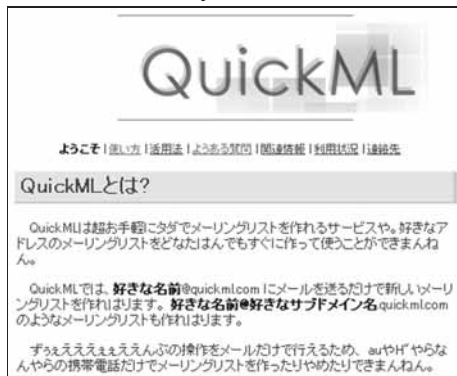 QuickML
ようこそ | 使い方 | 活用法 | よくある質問 | 関連情報 | 利用状況 | 連絡先
QuickMLとは?
QuickMLは超お手軽にタダでメーリングリストを作れるサービスや。好きなア
ドレスのメーリングリストをどなたはんでもすぐに作って使うことができまんね
ん。
QuickMLでは、好きな名前@quickml.comにメールを送るだけで新しいメーリ
ングリストを作れはります。好きな名前@好きなサブドメイン名.quickml.com
のようなメーリングリストも作れはります。
ずぅぇえええぇぇええんぶの操作をメールだけで行えるため、auやH"やらな
んやらの携帯電話だけでメーリングリストを作ったりやめたりできまんねん。